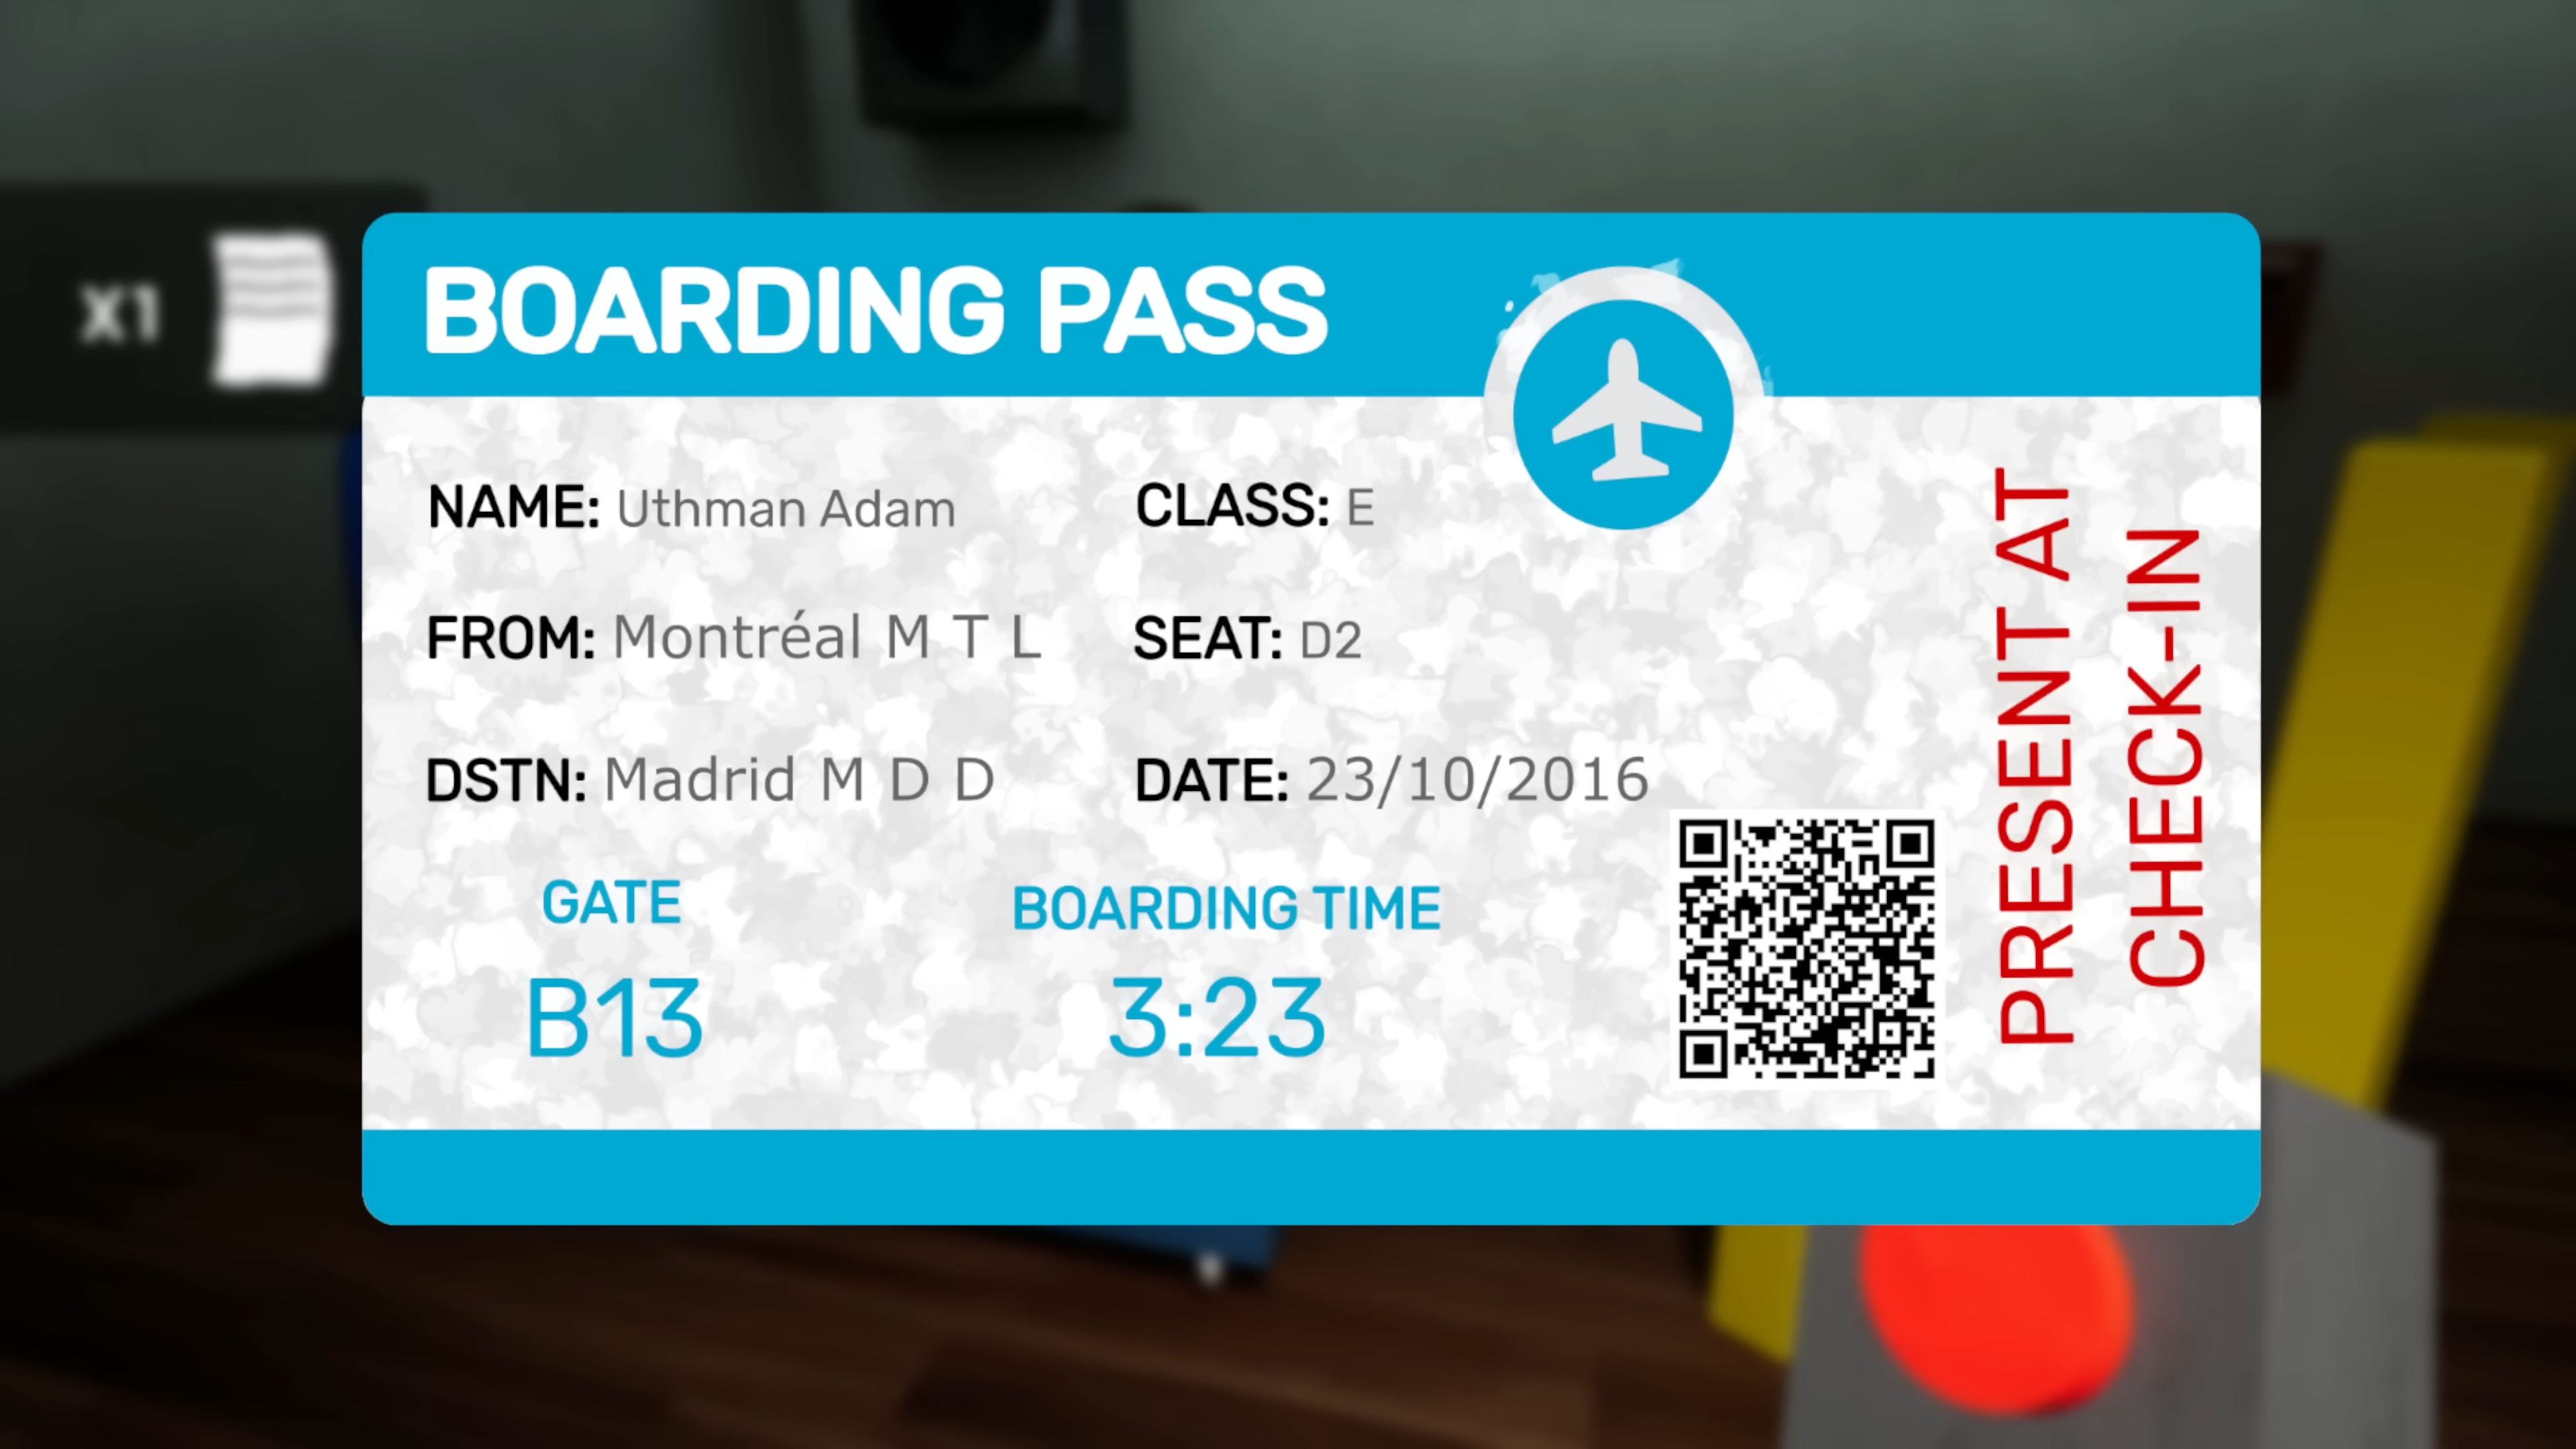 X1
BOARDING PASS
NAME: Uthman Adam
CLASS: E
FROM: Montréal M T L
SEAT: D2
DSTN: Madrid M D D
DATE: 23/10/2016
GATE
BOARDING TIME
B13
3:23
PRESENT AT
CHECK-IN